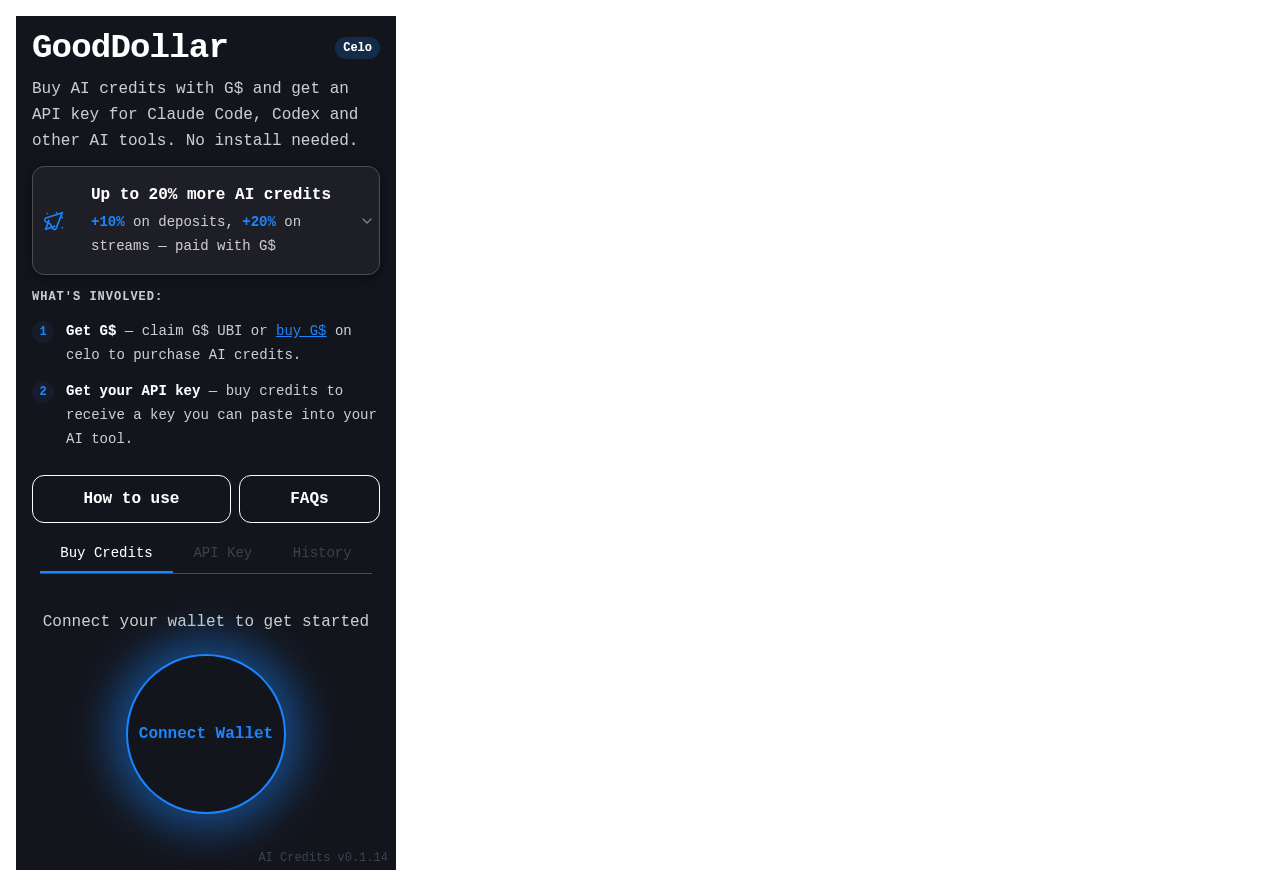 GoodDollar
Celo
Buy AI credits with G$ and get an
API key for Claude Code, Codex and
other AI tools. No install needed.
Up to 20% more AI credits
+10% on deposits, +20% on
streams — paid with G$
WHAT'S INVOLVED:
1
Get G$ — claim G$ UBI or buy G$ on
celo to purchase AI credits.
2
Get your API key — buy credits to
receive a key you can paste into your
AI tool.
How to use
FAQs
Buy Credits
API Key
History
Connect your wallet to get started
Connect Wallet
AI Credits v0.1.14